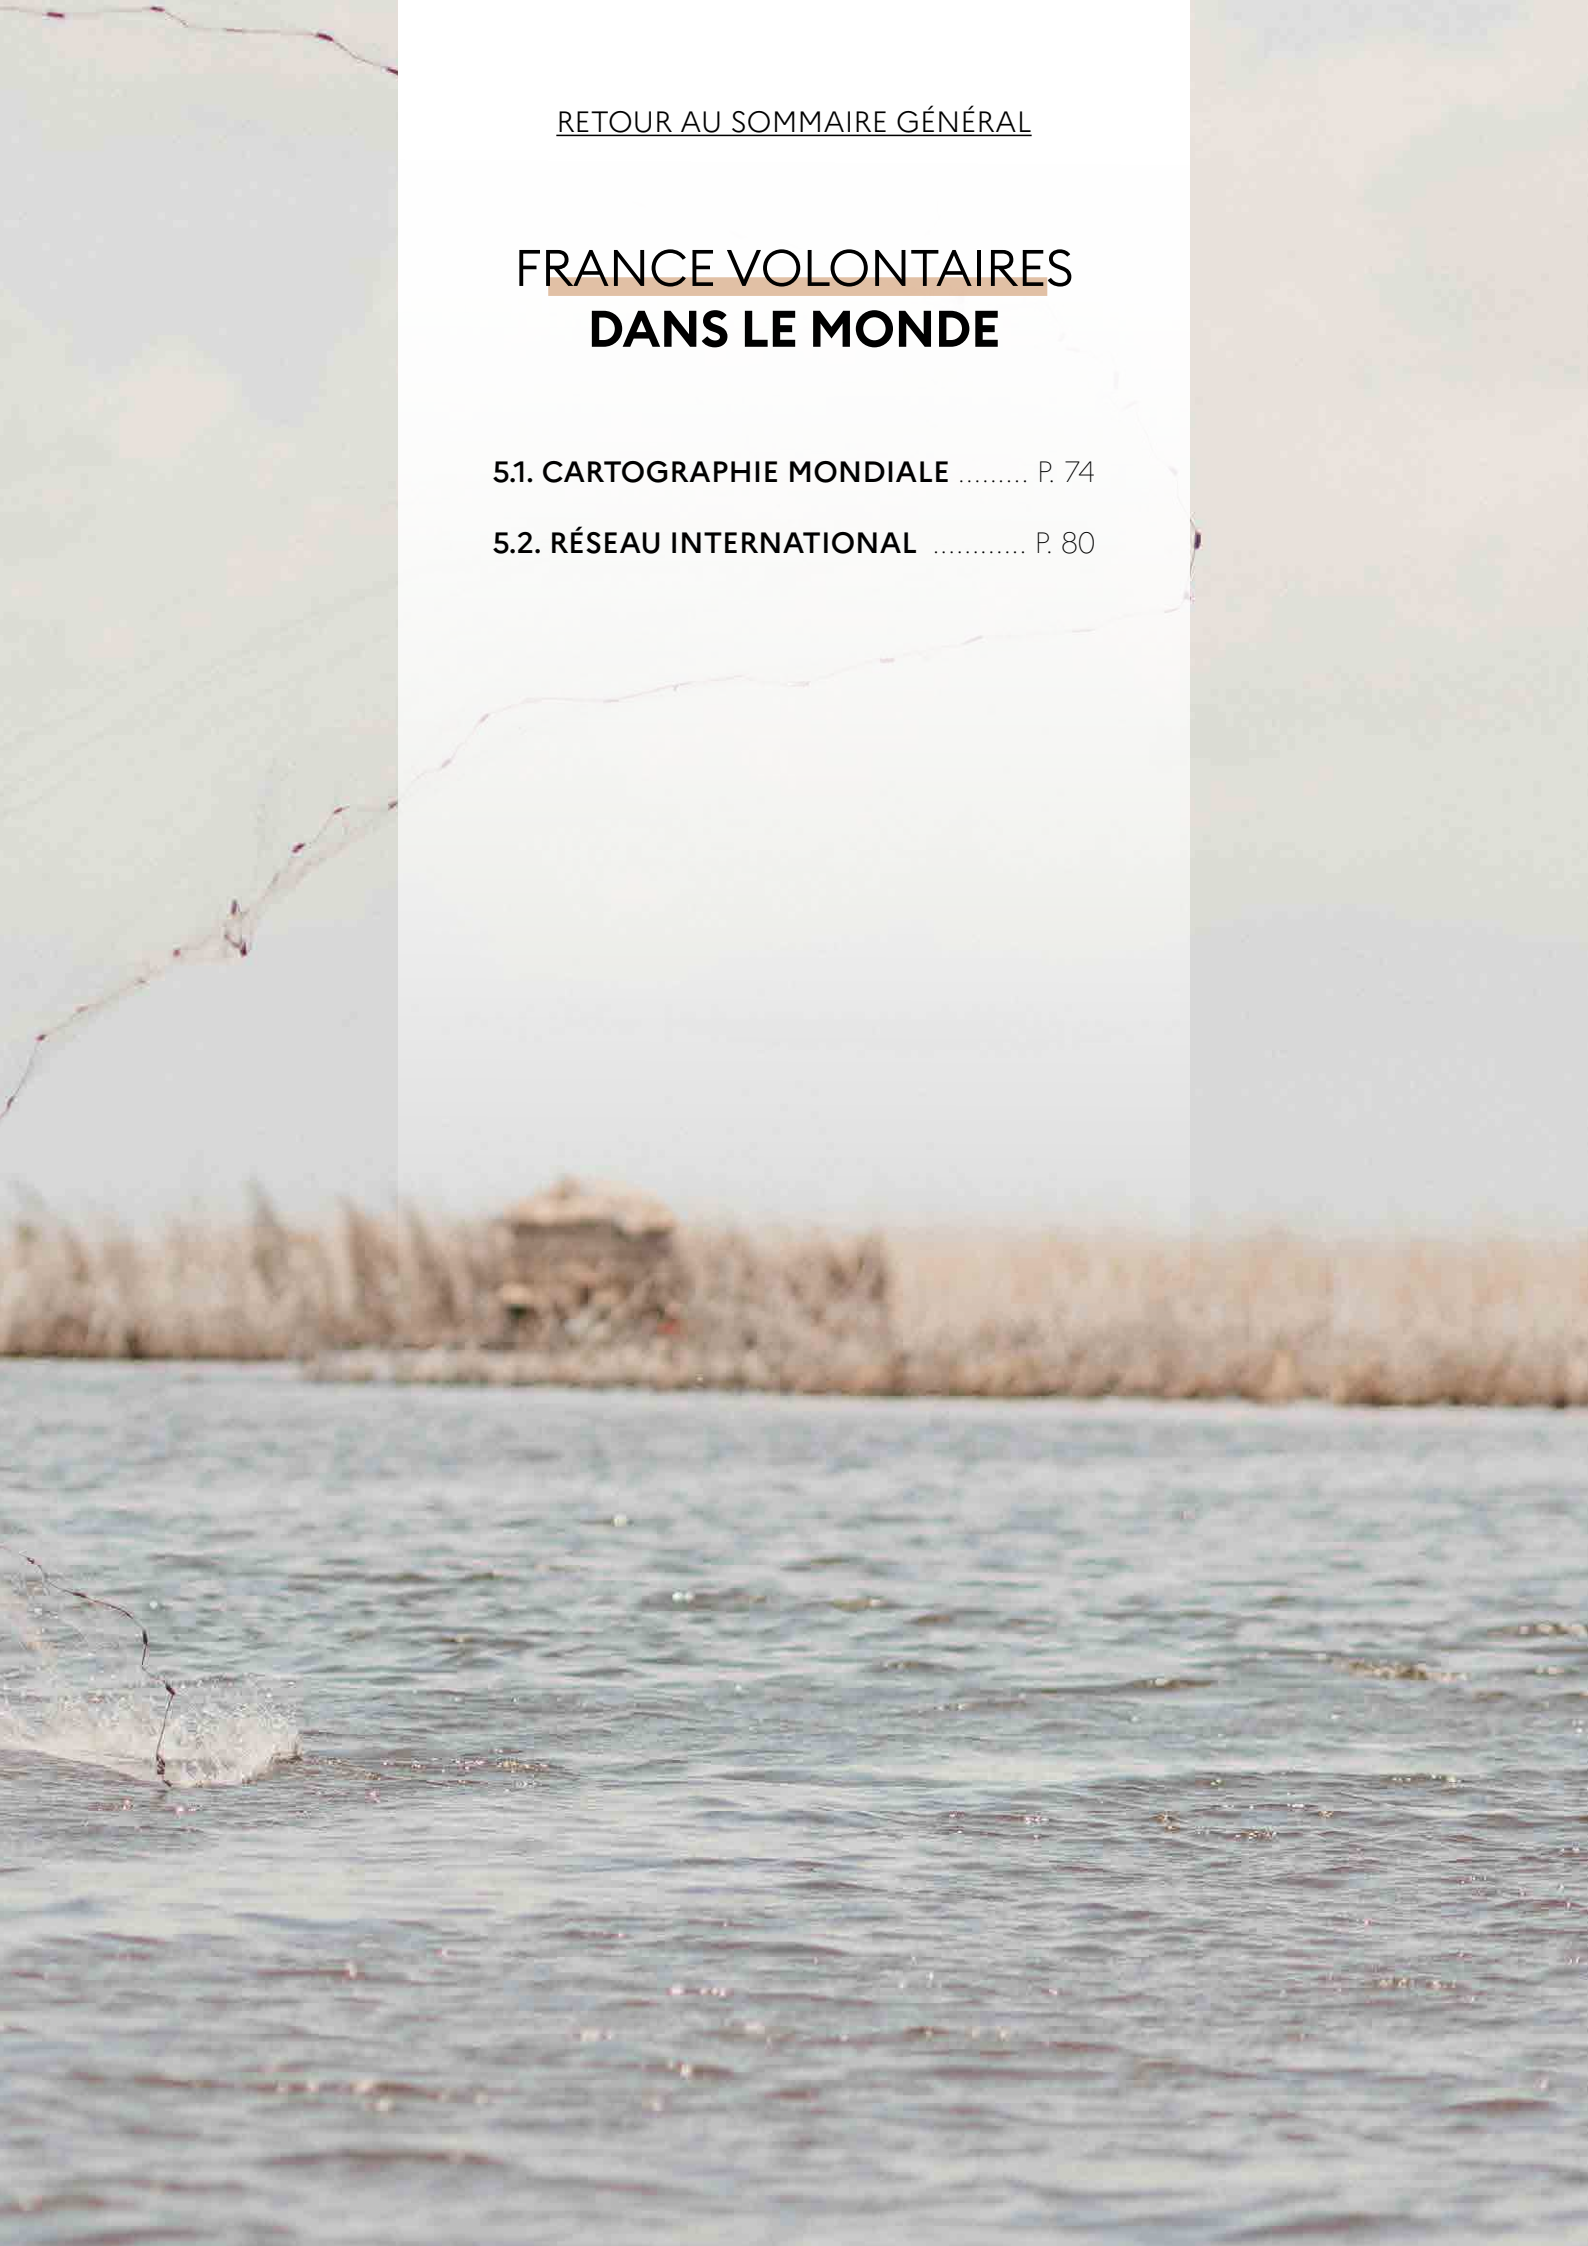 RETOUR AU SOMMAIRE GÉNÉRAL
FRANCE VOLONTAIRES
DANS LE MONDE
5.1. CARTOGRAPHIE MONDIALE ......... P. 74
5.2. RÉSEAU INTERNATIONAL ............ P. 80